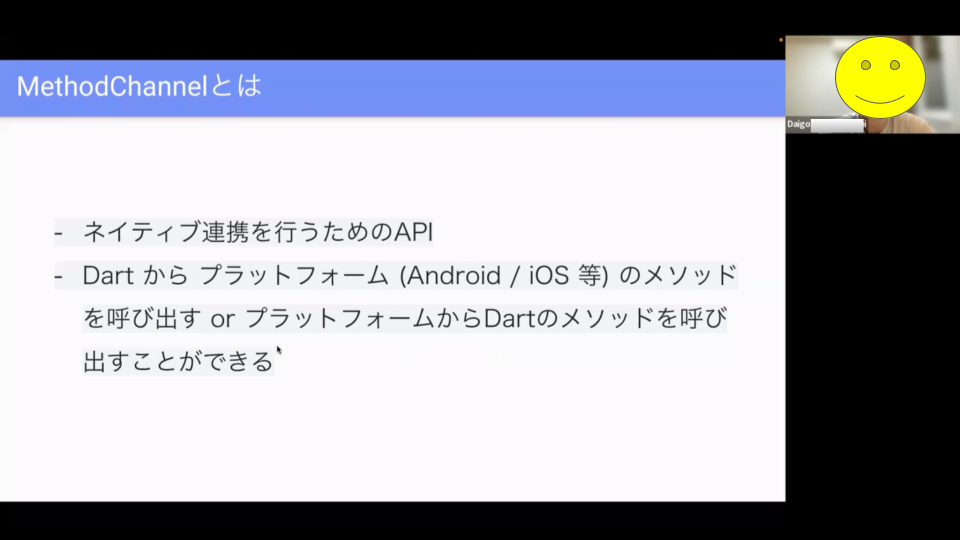 MethodChannelとは
- ネイティブ連携を行うためのAPI
- Dart から プラットフォーム (Android / iOS 等) のメソッド
を呼び出す or プラットフォームからDartのメソッドを呼び
出すことができる
Daigo